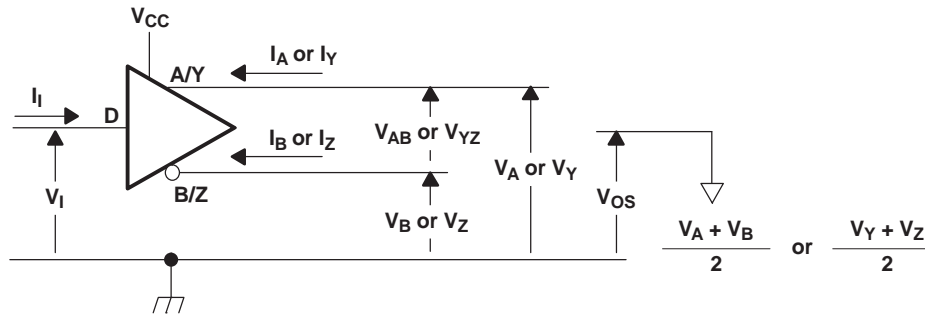 VCC
IA or IY
A/Y
II
D
IB or IZ
VAB or VYZ
VA or VY
VI
B/Z
VB or VZ
VOS
VA + VB
2
or
VY + VZ
2